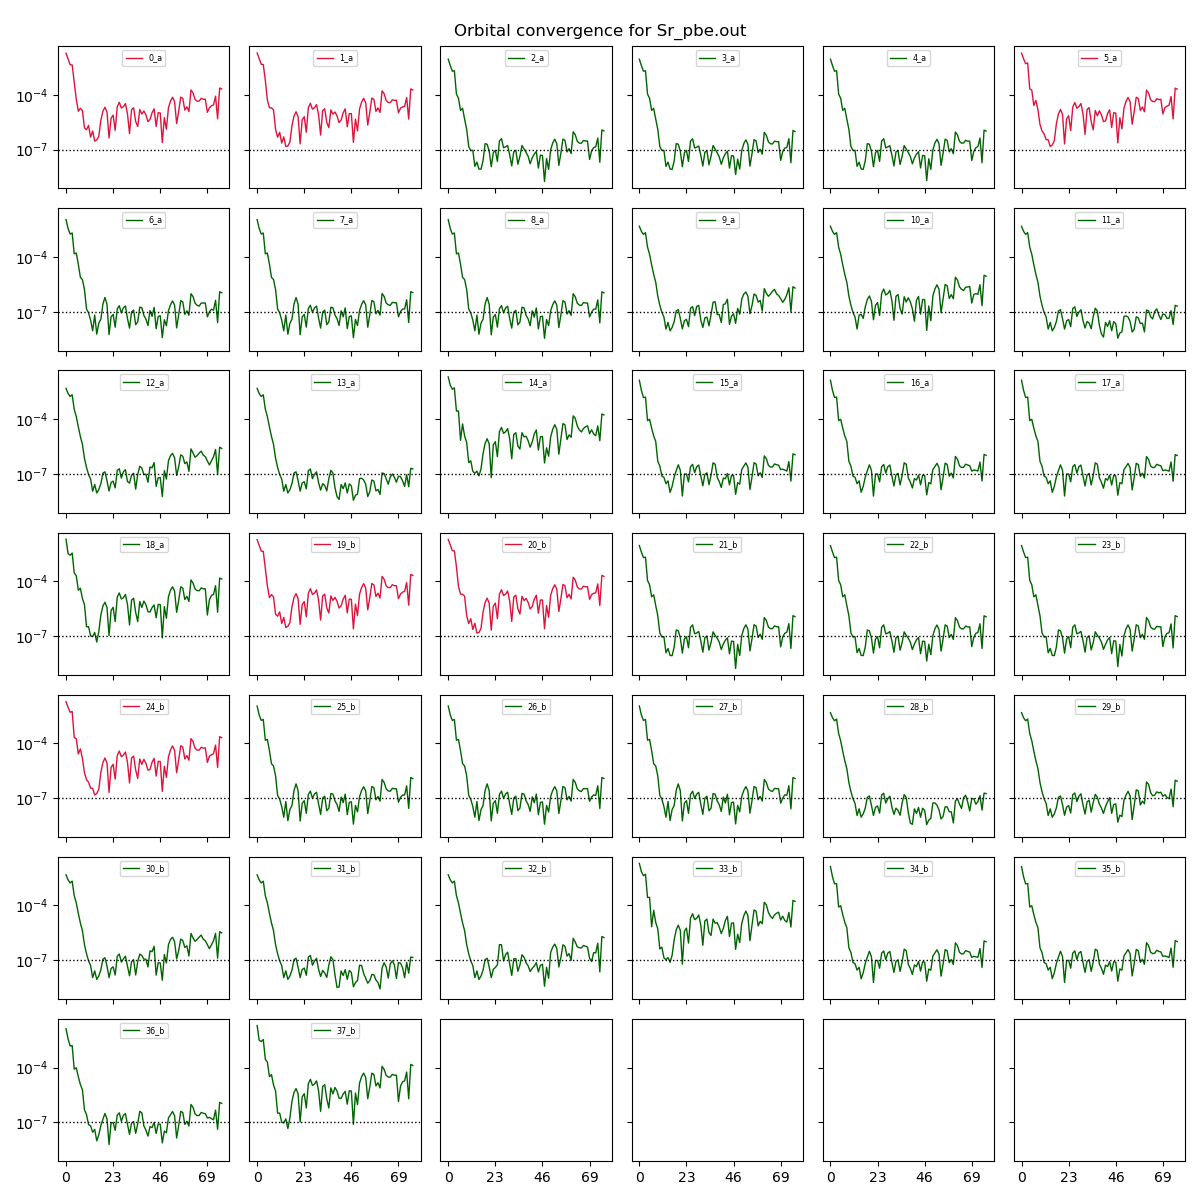 Orbital convergence for Sr_pbe.out
0_a 1_a 2_a 3_a 4_a 5_a
10⁻⁴
10⁻⁷
6_a 7_a 8_a 9_a 10_a 11_a
10⁻⁴
10⁻⁷
12_a 13_a 14_a 15_a 16_a 17_a
10⁻⁴
10⁻⁷
18_a 19_b 20_b 21_b 22_b 23_b
10⁻⁴
10⁻⁷
24_b 25_b 26_b 27_b 28_b 29_b
10⁻⁴
10⁻⁷
30_b 31_b 32_b 33_b 34_b 35_b
10⁻⁴
10⁻⁷
36_b 37_b
10⁻⁴
10⁻⁷
0 23 46 69 0 23 46 69 0 23 46 69 0 23 46 69 0 23 46 69 0 23 46 69